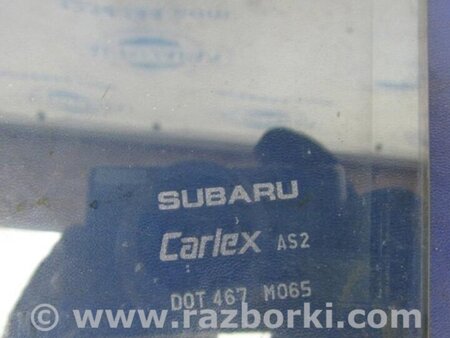 SUBARU
Carlex AS2
DOT 467 M065
© www.razborki.com